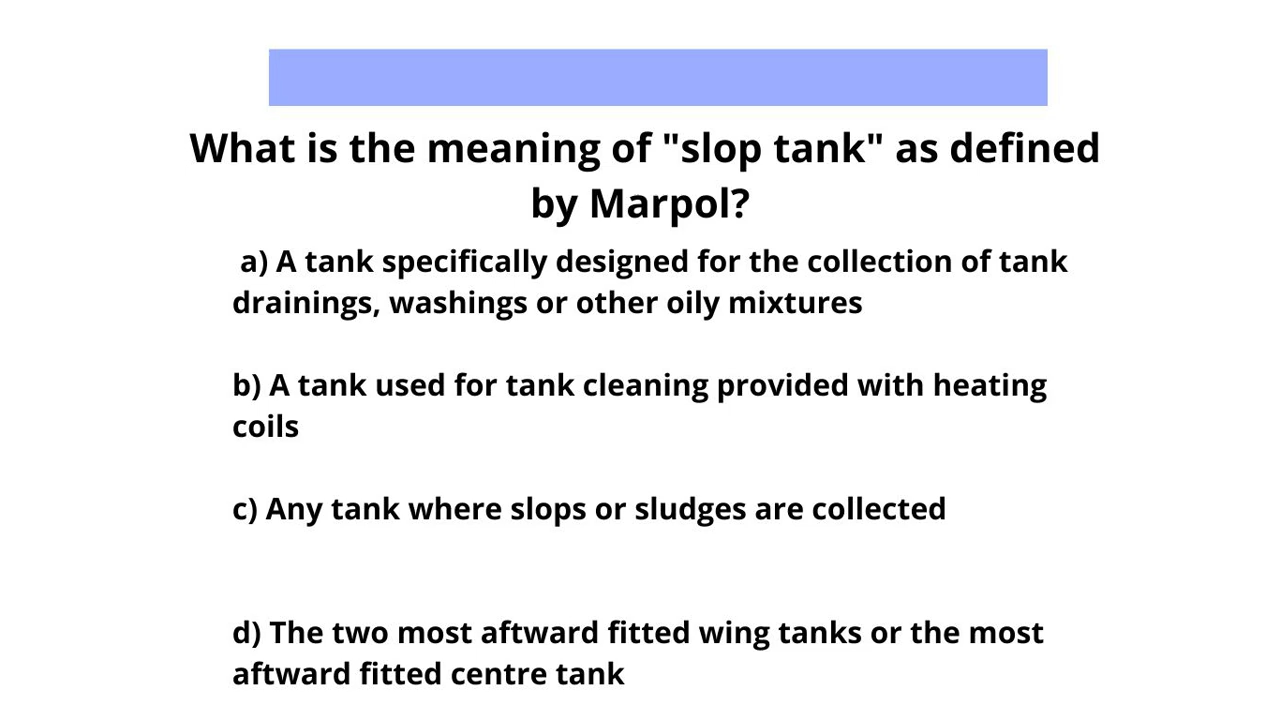 What is the meaning of "slop tank" as defined
by Marpol?
a) A tank specifically designed for the collection of tank
drainings, washings or other oily mixtures
b) A tank used for tank cleaning provided with heating
coils
c) Any tank where slops or sludges are collected
d) The two most aftward fitted wing tanks or the most
aftward fitted centre tank